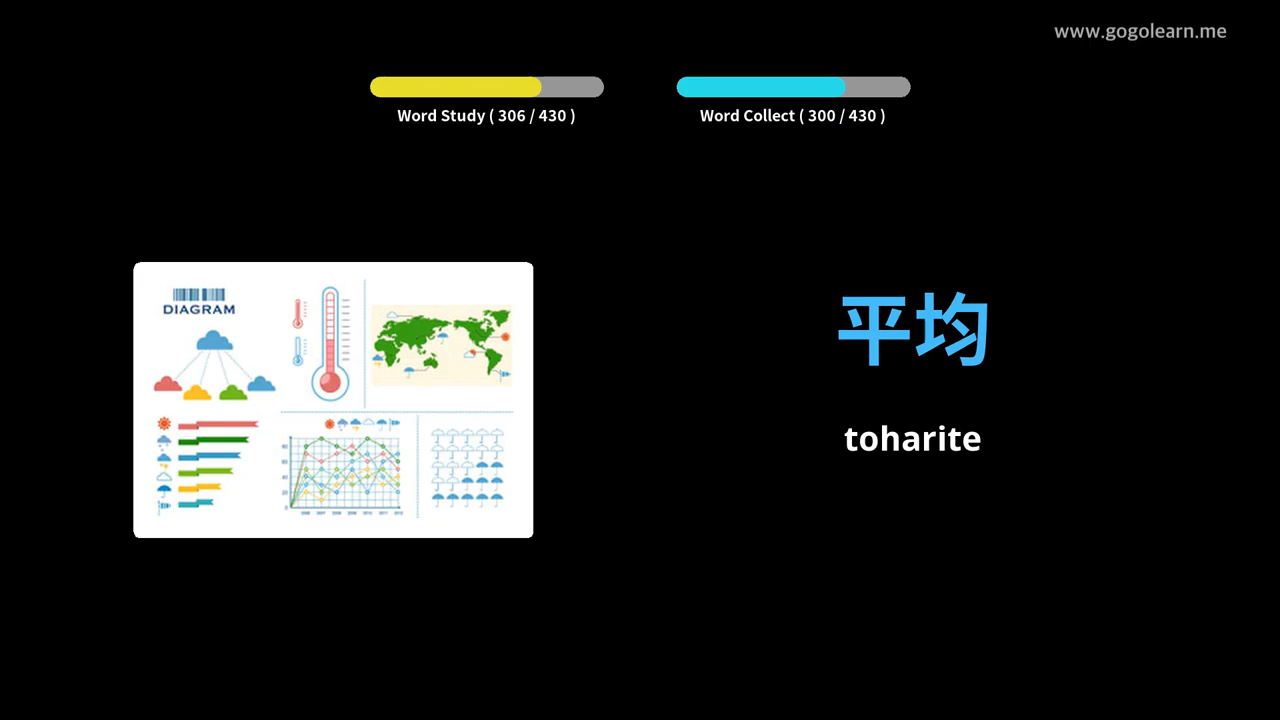 www.gogolearn.me
Word Study ( 306 / 430 )
Word Collect ( 300 / 430 )
DIAGRAM
平均
toharite